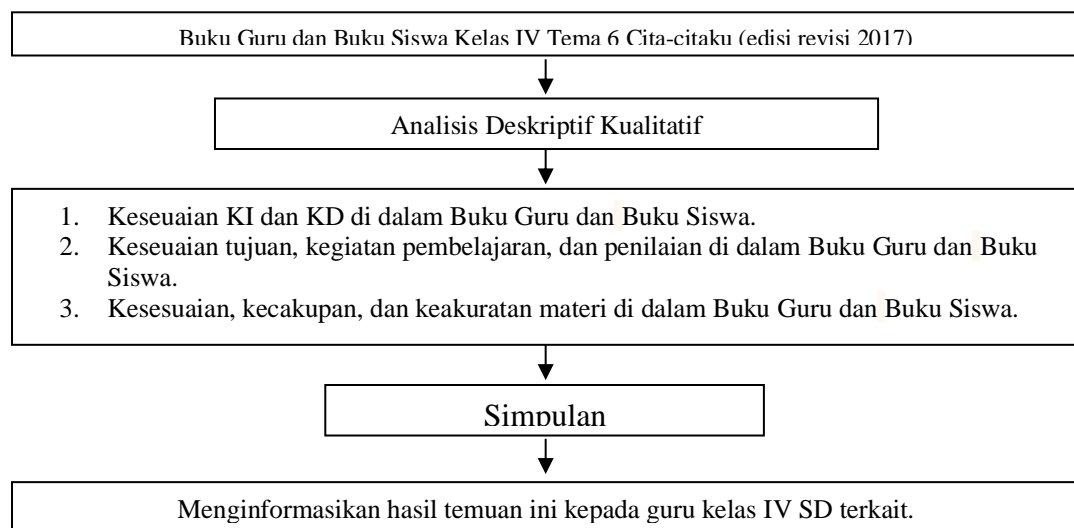 Buku Guru dan Buku Siswa Kelas IV Tema 6 Cita-citaku (edisi revisi 2017)
Analisis Deskriptif Kualitatif
1. Keseuaian KI dan KD di dalam Buku Guru dan Buku Siswa.
2. Keseuaian tujuan, kegiatan pembelajaran, dan penilaian di dalam Buku Guru dan Buku
Siswa.
3. Kesesuaian, kecakupan, dan keakuratan materi di dalam Buku Guru dan Buku Siswa.
Simpulan
Menginformasikan hasil temuan ini kepada guru kelas IV SD terkait.